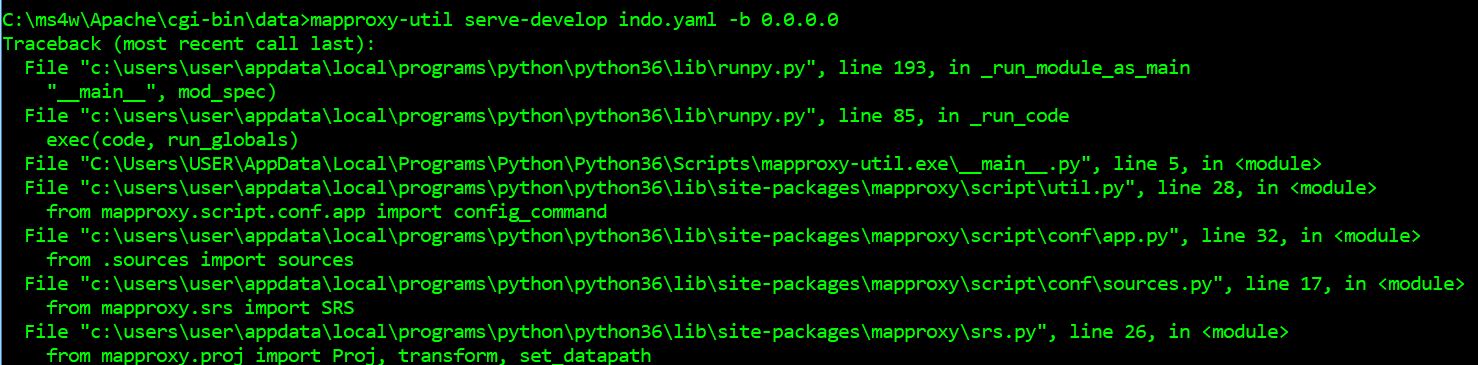 C:\ms4w\Apache\cgi-bin\data>mapproxy-util serve-develop indo.yaml -b 0.0.0.0
Traceback (most recent call last):
  File "c:\users\user\appdata\local\programs\python\python36\lib\runpy.py", line 193, in _run_module_as_main
    "__main__", mod_spec)
  File "c:\users\user\appdata\local\programs\python\python36\lib\runpy.py", line 85, in _run_code
    exec(code, run_globals)
  File "C:\Users\USER\AppData\Local\Programs\Python\Python36\Scripts\mapproxy-util.exe\__main__.py", line 5, in <module>
  File "c:\users\user\appdata\local\programs\python\python36\lib\site-packages\mapproxy\script\util.py", line 28, in <module>
    from mapproxy.script.conf.app import config_command
  File "c:\users\user\appdata\local\programs\python\python36\lib\site-packages\mapproxy\script\conf\app.py", line 32, in <module>
    from .sources import sources
  File "c:\users\user\appdata\local\programs\python\python36\lib\site-packages\mapproxy\script\conf\sources.py", line 17, in <module>
    from mapproxy.srs import SRS
  File "c:\users\user\appdata\local\programs\python\python36\lib\site-packages\mapproxy\srs.py", line 26, in <module>
    from mapproxy.proj import Proj, transform, set_datapath